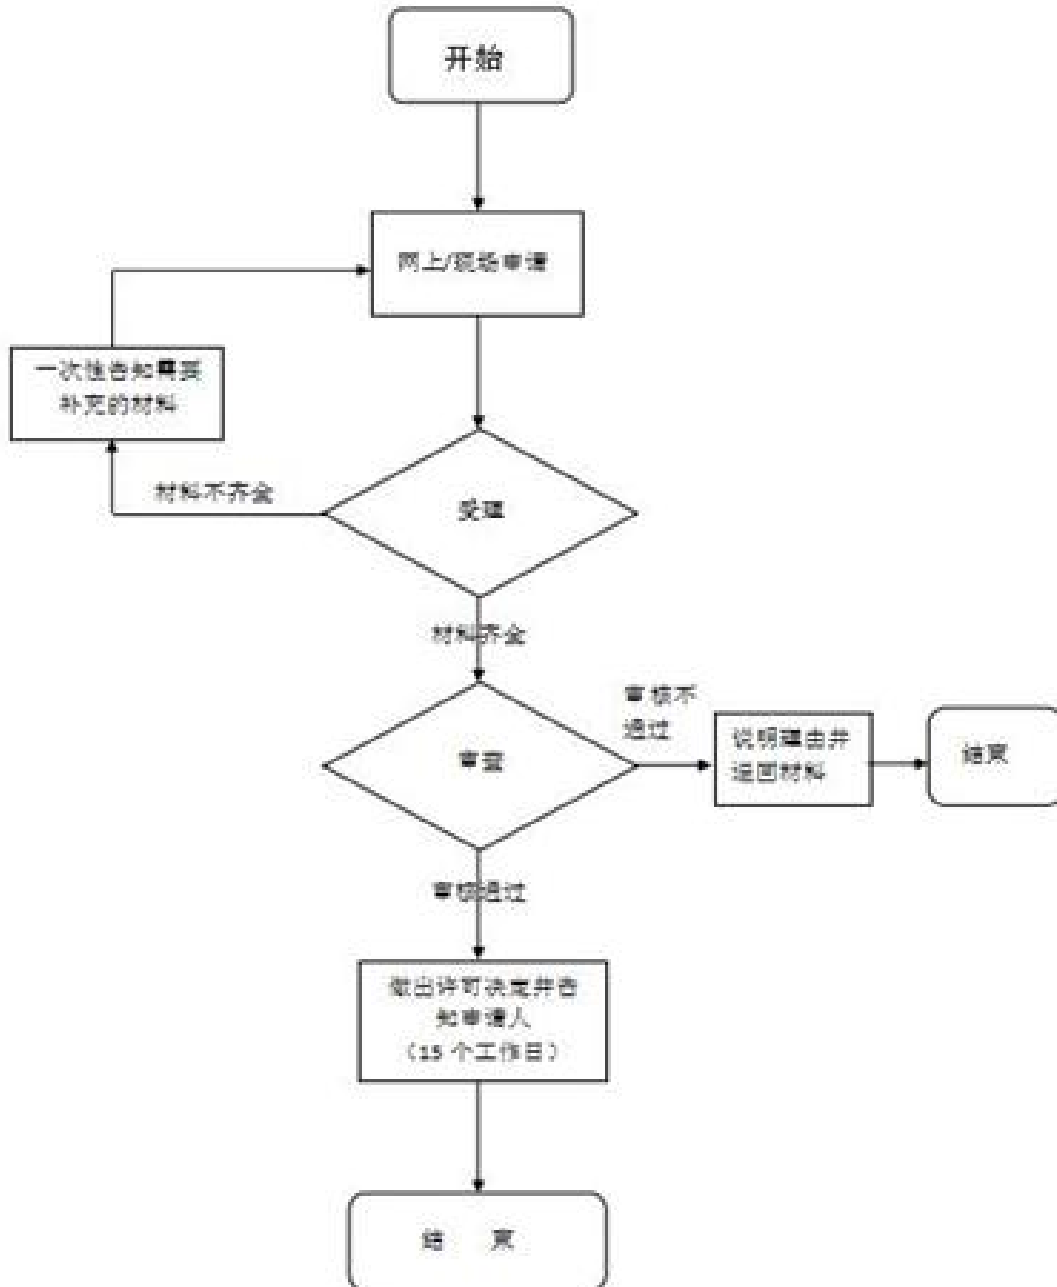 开始
网上/现场申请
一次性告知需要
补充的材料
材料不齐全
受理
材料齐全
审核不
通过
审查
说明理由并
退回材料
结束
审核通过
做出许可决定并告
知申请人
（15 个工作日）
结 束